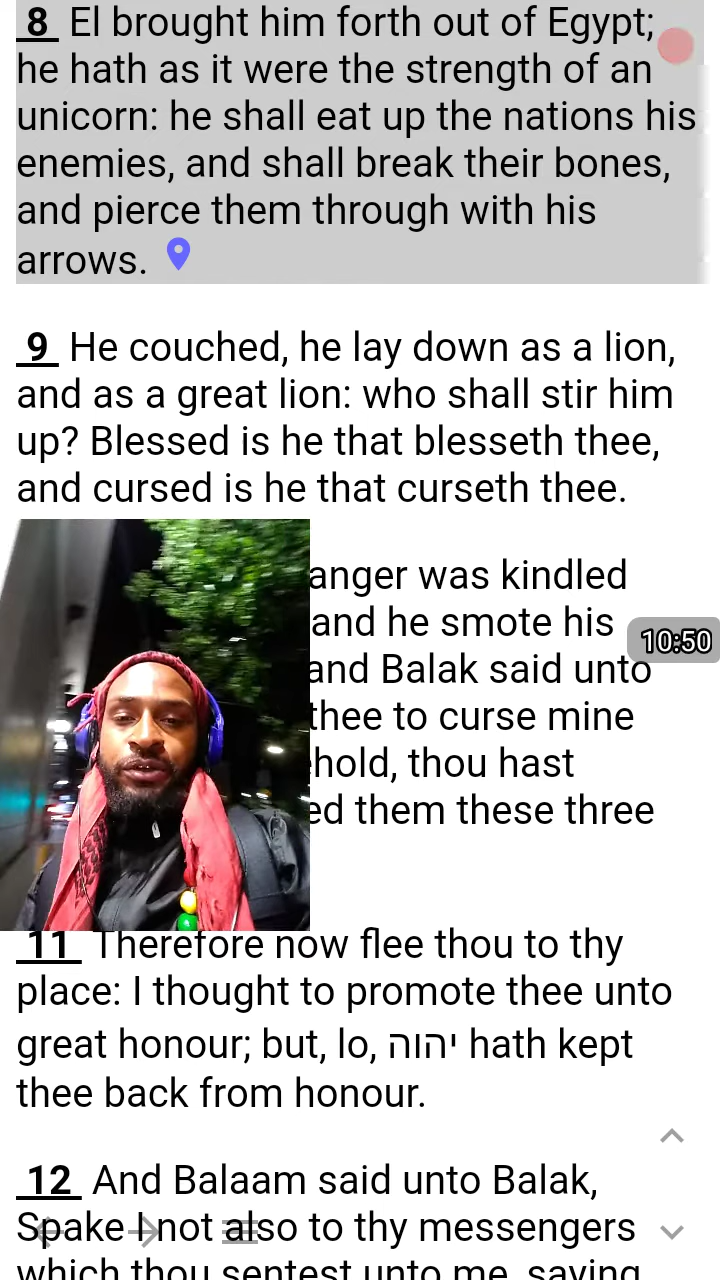 8 El brought him forth out of Egypt;
he hath as it were the strength of an
unicorn: he shall eat up the nations his
enemies, and shall break their bones,
and pierce them through with his
arrows.
9 He couched, he lay down as a lion,
and as a great lion: who shall stir him
up? Blessed is he that blesseth thee,
and cursed is he that curseth thee.
anger was kindled
and he smote his
10:50
and Balak said unto
thee to curse mine
hold, thou hast
ed them these three
11 Therefore now flee thou to thy
place: I thought to promote thee unto
great honour; but, lo, יהוה hath kept
thee back from honour.
12 And Balaam said unto Balak,
Spake I not also to thy messengers
which thou sentest unto me, saying